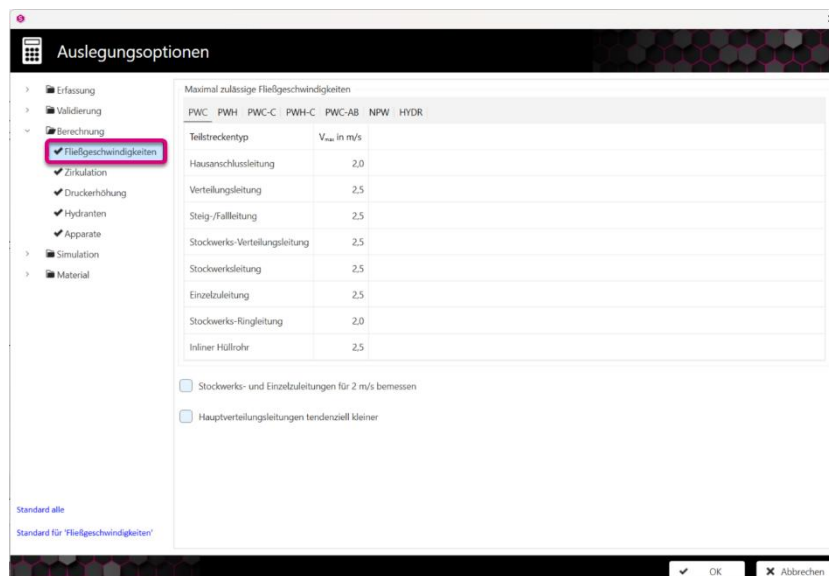 Auslegungsoptionen
Erfassung
Validierung
Berechnung
Fließgeschwindigkeiten
Zirkulation
Druckerhöhung
Hydranten
Apparate
Simulation
Material
Standard alle
Standard für 'Fließgeschwindigkeiten'
Maximal zulässige Fließgeschwindigkeiten
PWC PWH PWC-C PWH-C PWC-AB NPW HYDR
Teilstreckentyp Vmax in m/s
Hausanschlussleitung 2,0
Verteilungsleitung 2,5
Steig-/Fallleitung 2,5
Stockwerks-Verteilungsleitung 2,5
Stockwerksleitung 2,5
Einzelzuleitung 2,5
Stockwerks-Ringleitung 2,0
Inliner Hüllrohr 2,5
Stockwerks- und Einzelzuleitungen für 2 m/s bemessen
Hauptverteilungsleitungen tendenziell kleiner
OK Abbrechen